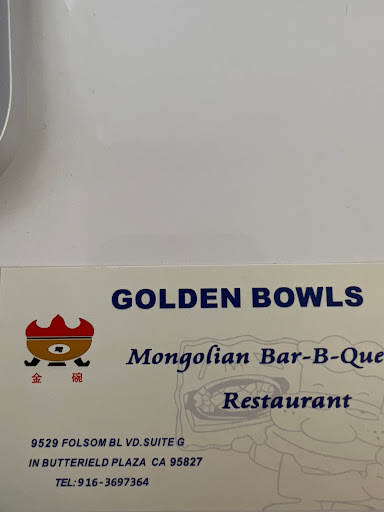 GOLDEN BOWLS
Mongolian Bar-B-Que
Restaurant
金 碗
9529 FOLSOM BL VD.SUITE G
IN BUTTERIELD PLAZA CA 95827
TEL: 916-3697364